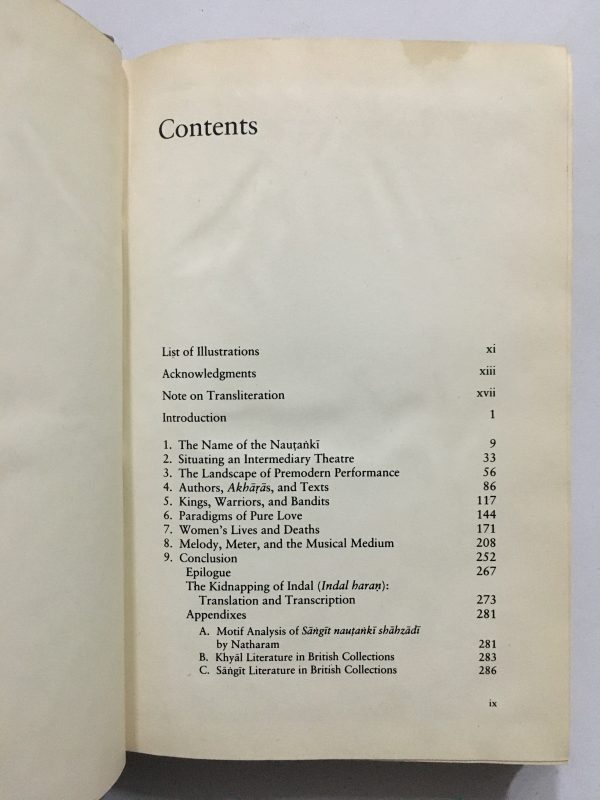 Contents
List of Illustrations xi
Acknowledgments xiii
Note on Transliteration xvii
Introduction 1
1. The Name of the Nauṭaṅkī 9
2. Situating an Intermediary Theatre 33
3. The Landscape of Premodern Performance 56
4. Authors, Akhāṛās, and Texts 86
5. Kings, Warriors, and Bandits 117
6. Paradigms of Pure Love 144
7. Women's Lives and Deaths 171
8. Melody, Meter, and the Musical Medium 208
9. Conclusion 252
Epilogue 267
The Kidnapping of Indal (Indal haraṇ):
Translation and Transcription 273
Appendixes 281
A. Motif Analysis of Sāṅgīt nauṭaṅkī shāhzādī
by Natharam 281
B. Khyāl Literature in British Collections 283
C. Sāṅgīt Literature in British Collections 286
ix